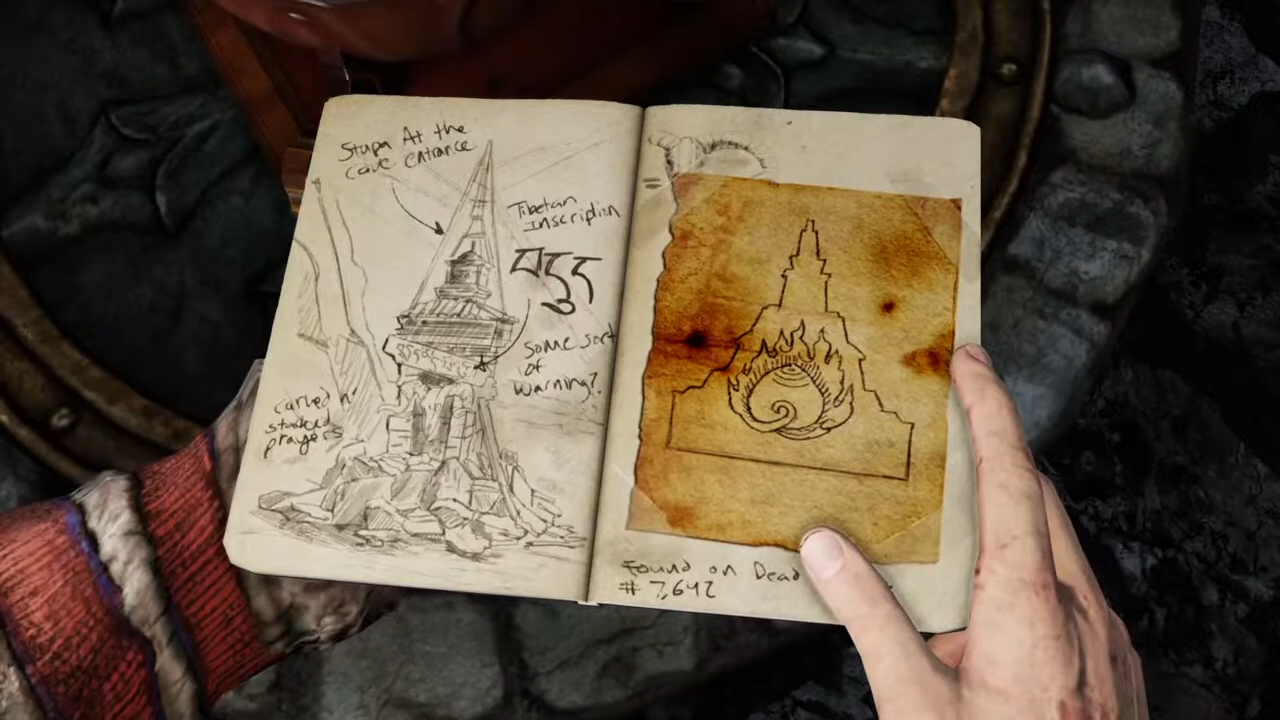 Stupa At the
cave entrance
Tibetan
Inscription
བདུད
Some sort
of
warning?
carved n'
stacked
prayers
Found on Dead
# 7,642